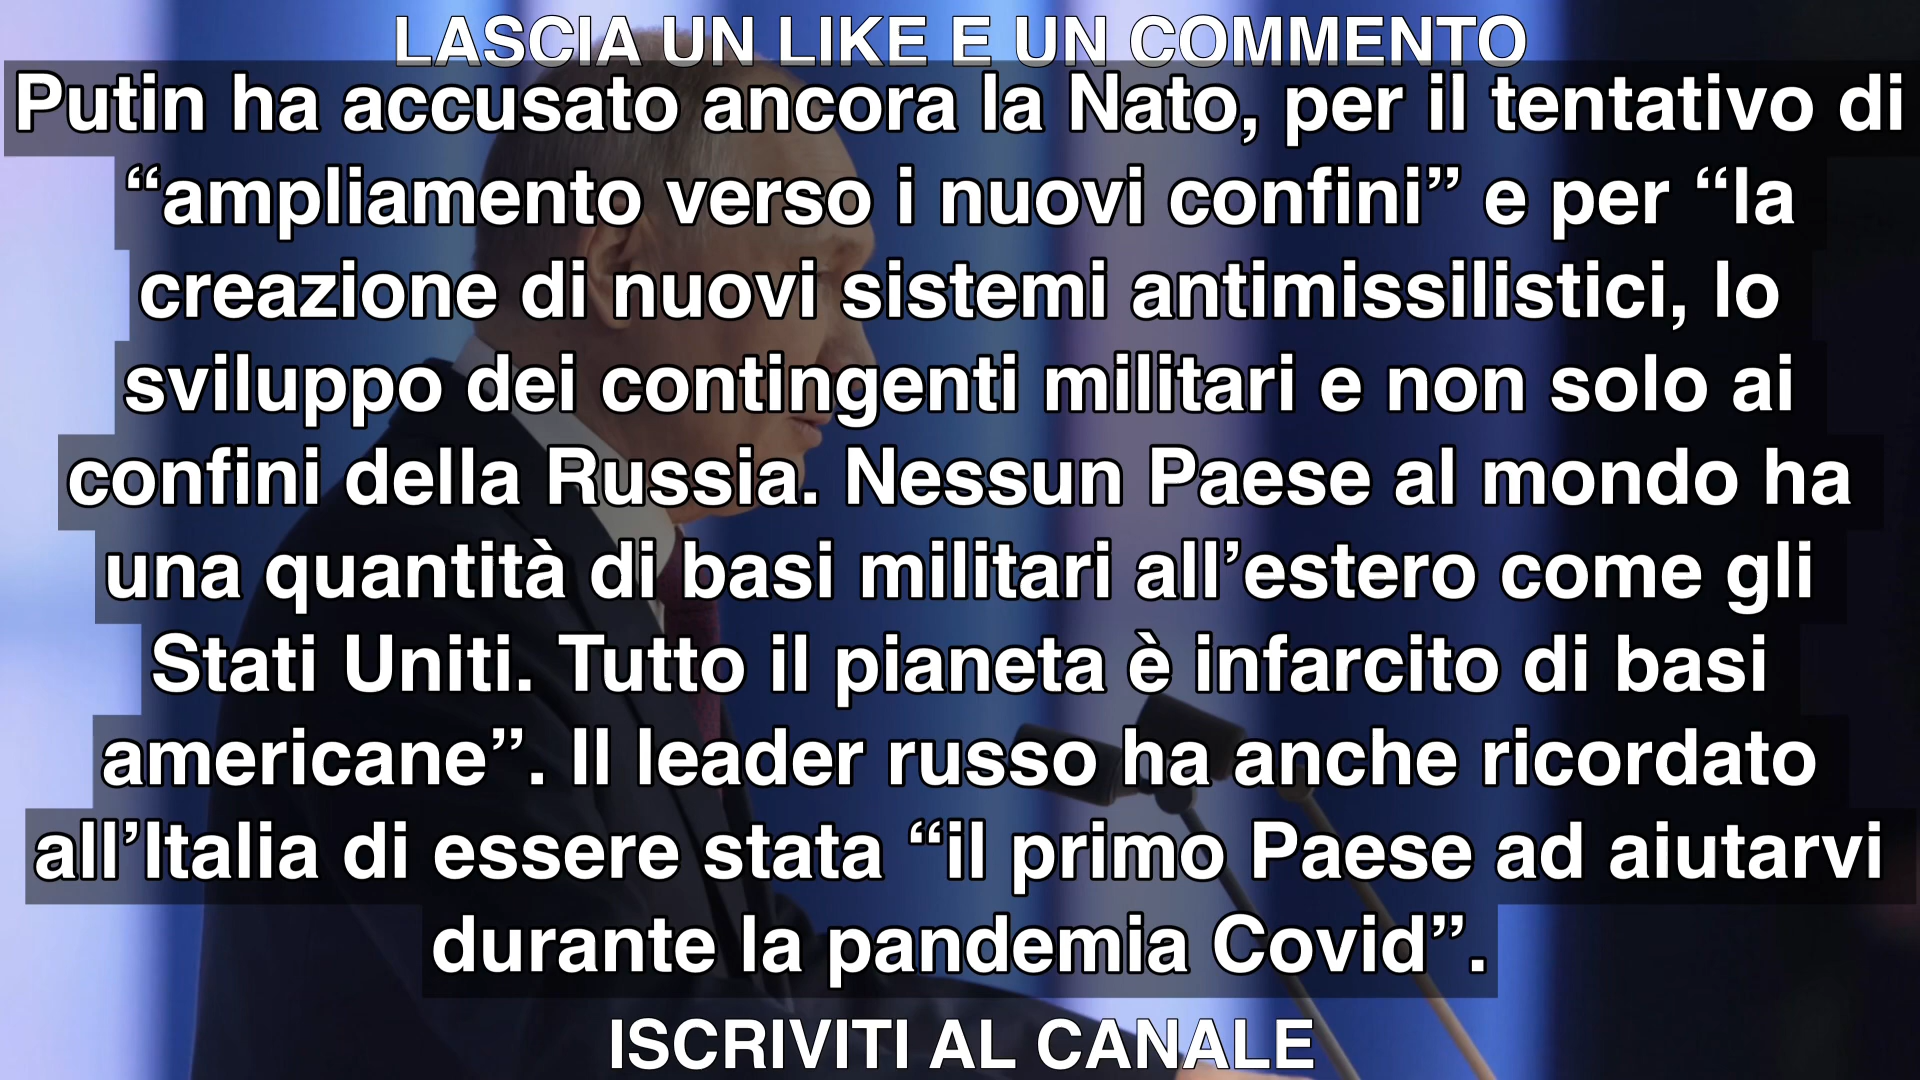 LASCIA UN LIKE E UN COMMENTO
Putin ha accusato ancora la Nato, per il tentativo di
“ampliamento verso i nuovi confini” e per “la
creazione di nuovi sistemi antimissilistici, lo
sviluppo dei contingenti militari e non solo ai
confini della Russia. Nessun Paese al mondo ha
una quantità di basi militari all’estero come gli
Stati Uniti. Tutto il pianeta è infarcito di basi
americane”. Il leader russo ha anche ricordato
all’Italia di essere stata “il primo Paese ad aiutarvi
durante la pandemia Covid”.
ISCRIVITI AL CANALE